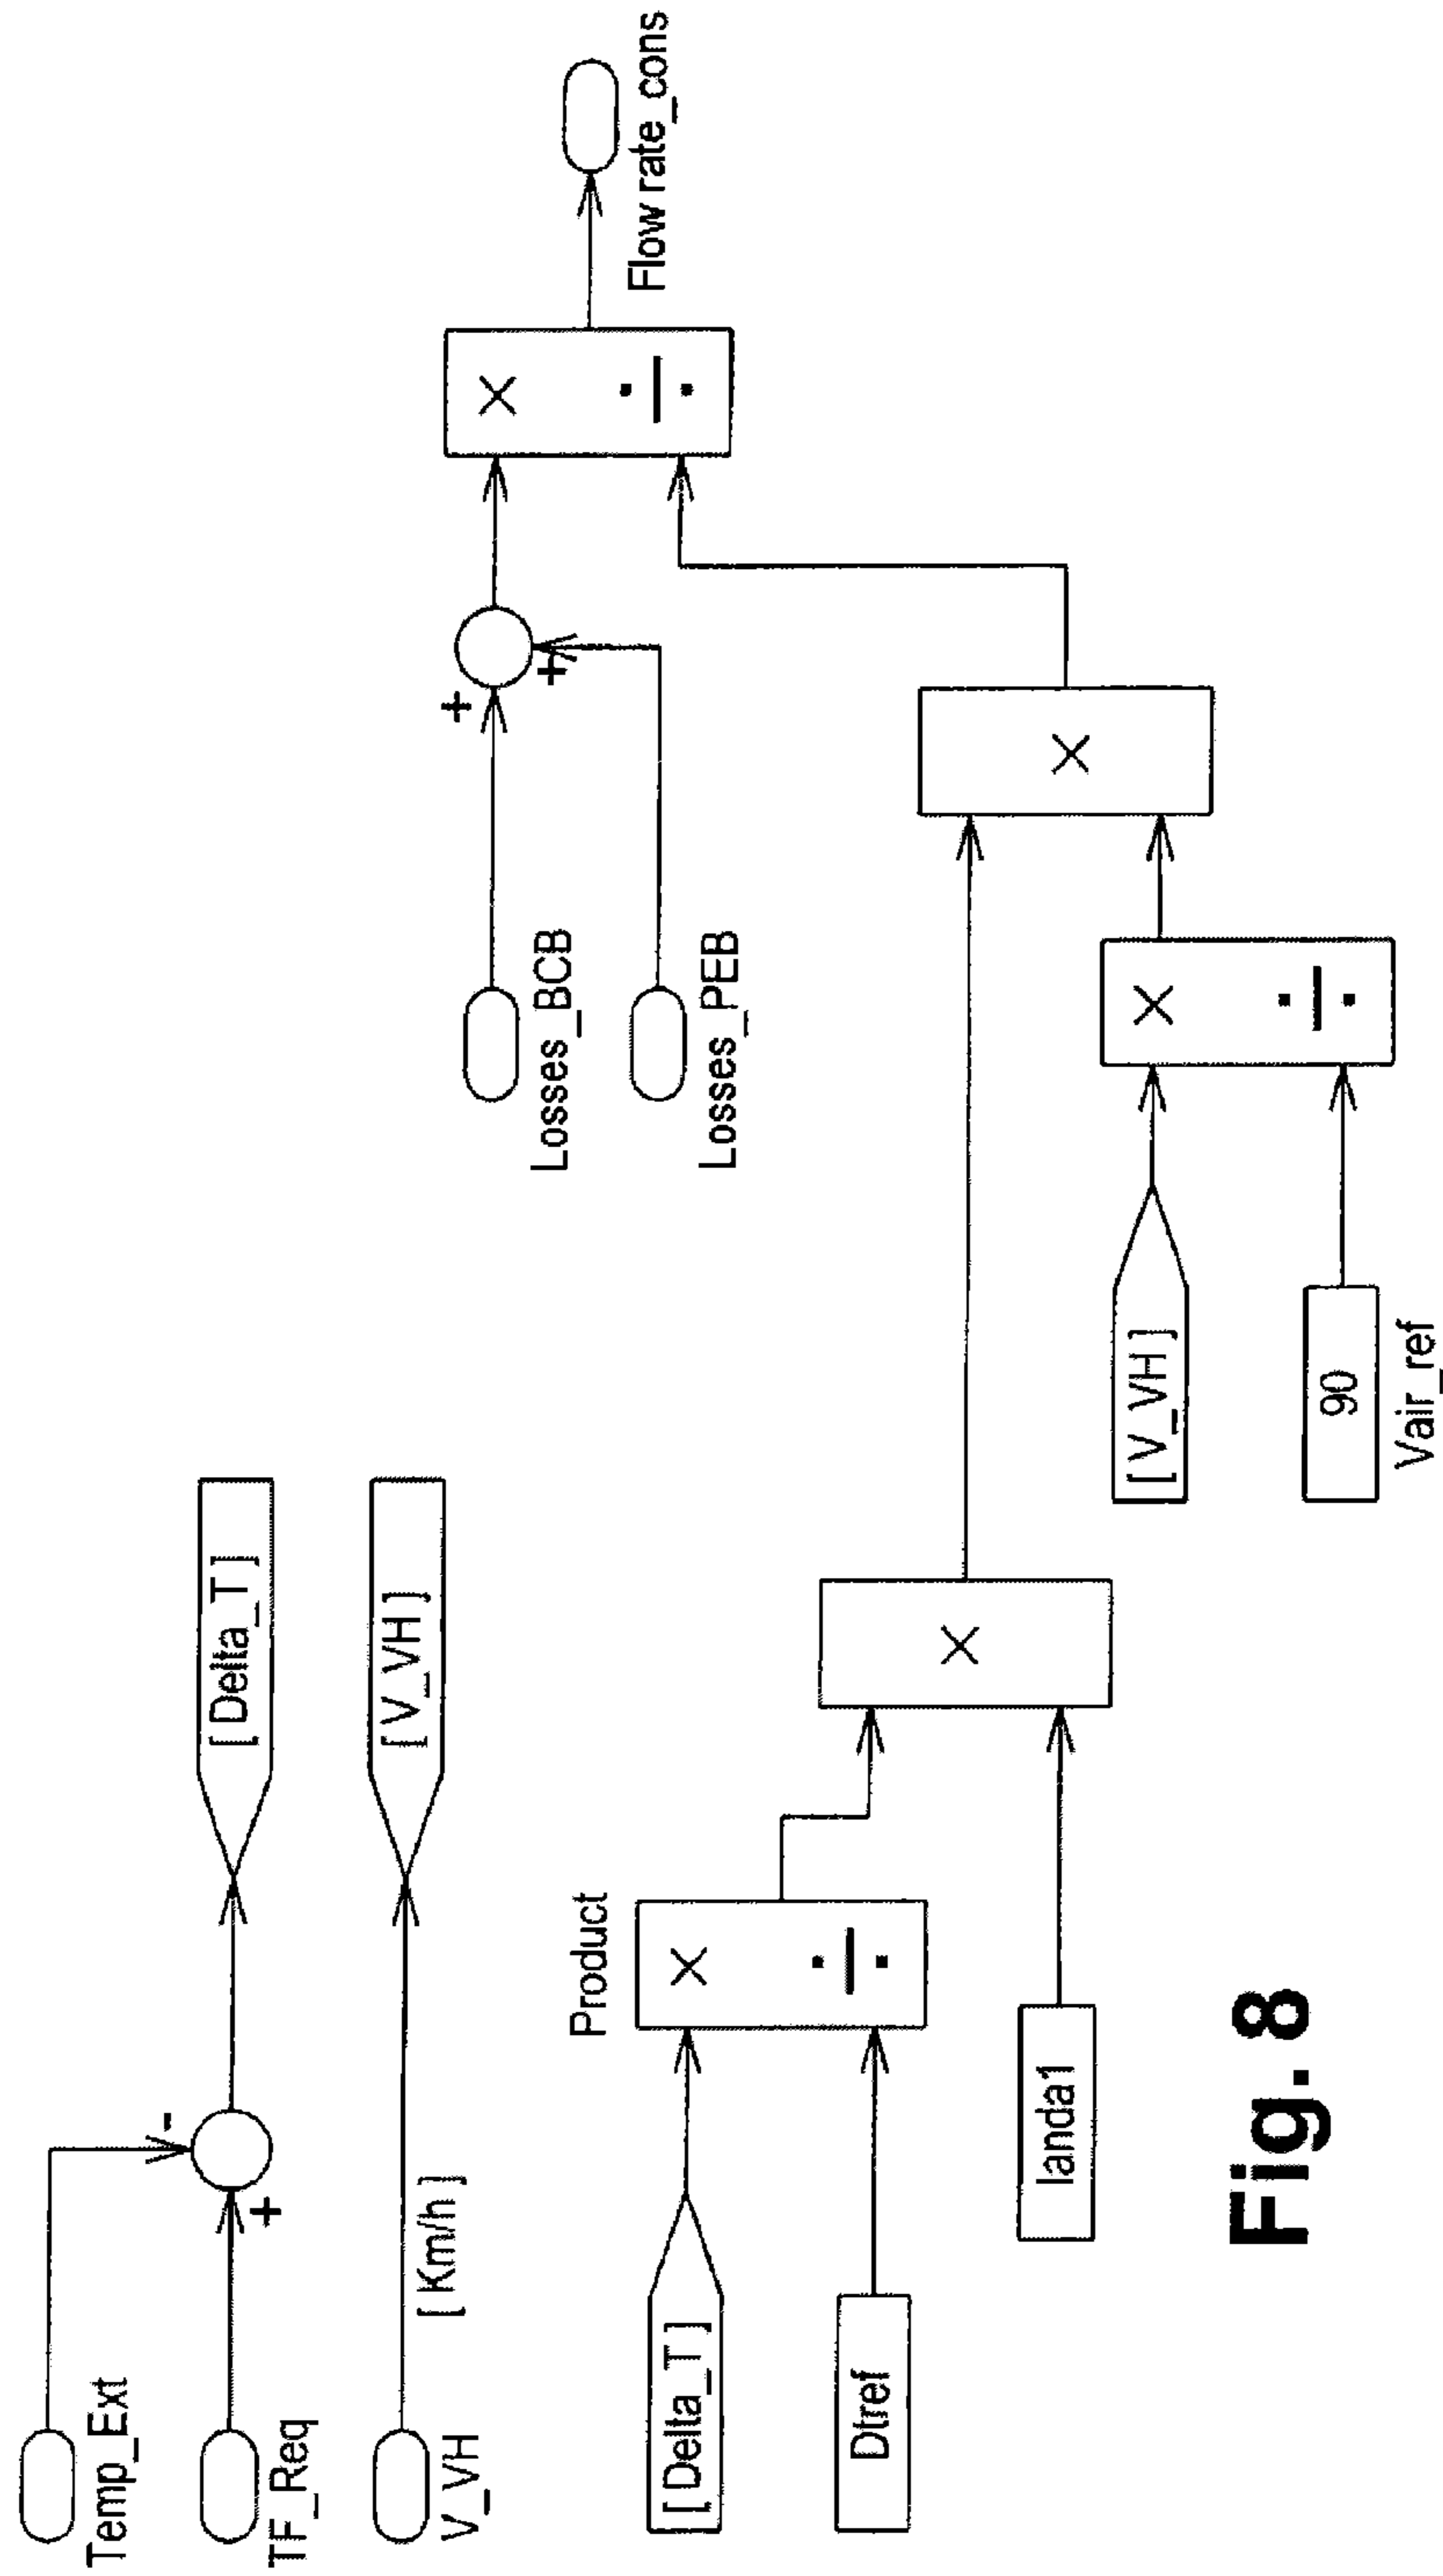 Temp_Ext
-
TF_Req
+
[ Delta_T ]
V_VH
[ Km/h ]
[ V_VH ]
Losses_BCB
+
Losses_PEB
+
×
÷
Flow rate_cons
Product
[ Delta_T ]
×
Dtref
÷
landa1
×
×
[ V_VH ]
×
90
÷
Vair_ref
Fig. 8